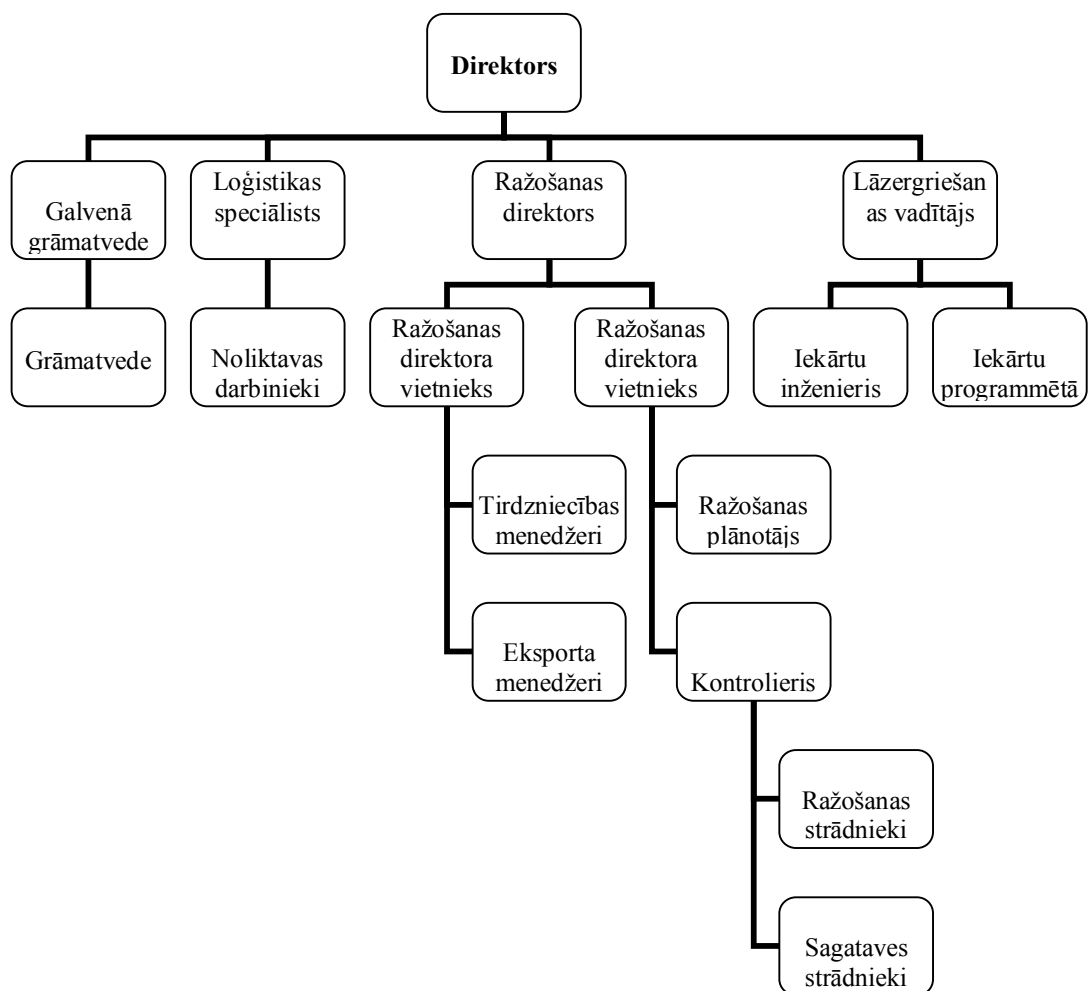 Direktors
Galvenā
grāmatvede
Loģistikas
speciālists
Ražošanas
direktors
Lāzergriešan
as vadītājs
Grāmatvede
Noliktavas
darbinieki
Ražošanas
direktora
vietnieks
Ražošanas
direktora
vietnieks
Iekārtu
inženieris
Iekārtu
programmētā
Tirdzniecības
menedžeri
Ražošanas
plānotājs
Eksporta
menedžeri
Kontrolieris
Ražošanas
strādnieki
Sagataves
strādnieki